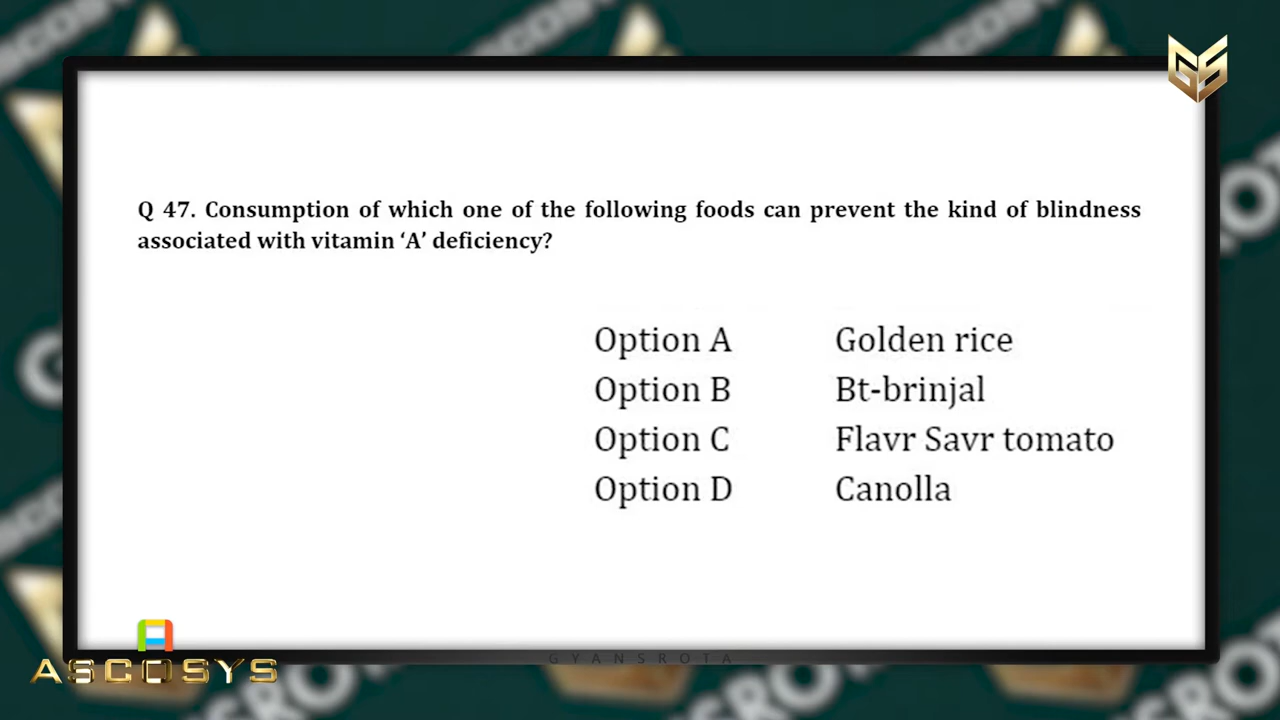 GS
Q 47. Consumption of which one of the following foods can prevent the kind of blindness
associated with vitamin ‘A’ deficiency?
Option A Golden rice
Option B Bt-brinjal
Option C Flavr Savr tomato
Option D Canolla
ASCOSYS
GYANSROTA